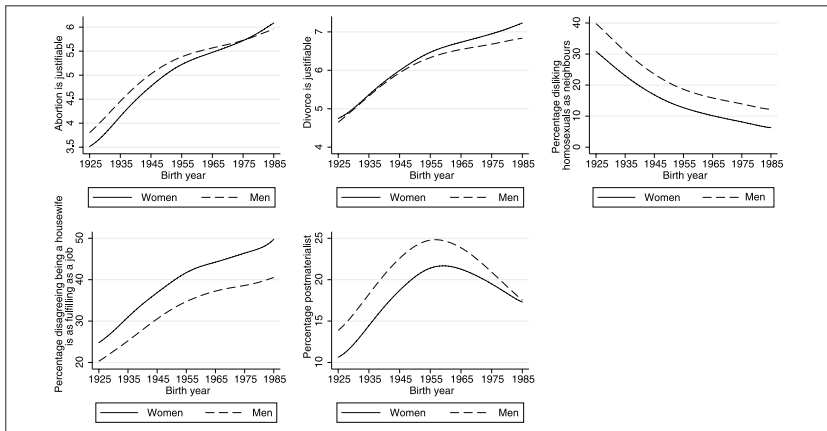 Abortion is justifiable
3.5 4 4.5 5 5.5 6
1925 1935 1945 1955 1965 1975 1985
Birth year
Women Men
Divorce is justifiable
4 5 6 7
1925 1935 1945 1955 1965 1975 1985
Birth year
Women Men
Percentage disliking
homosexuals as neighbours
0 10 20 30 40
1925 1935 1945 1955 1965 1975 1985
Birth year
Women Men
Percentage disagreeing being a housewife
is as fulfilling as a job
20 30 40 50
1925 1935 1945 1955 1965 1975 1985
Birth year
Women Men
Percentage postmaterialist
10 15 20 25
1925 1935 1945 1955 1965 1975 1985
Birth year
Women Men